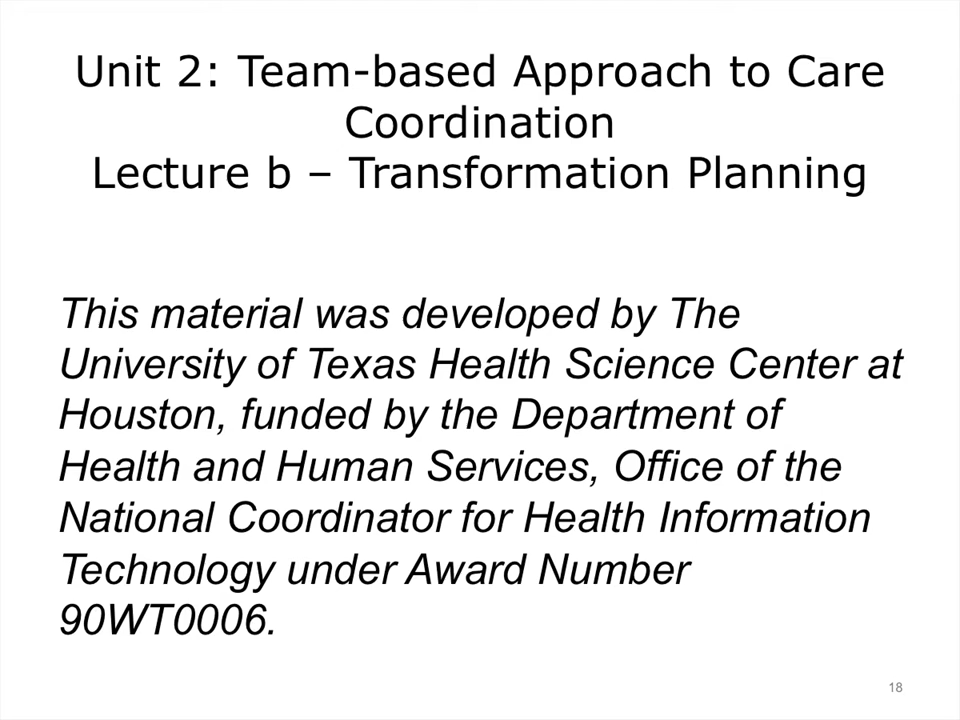 Unit 2: Team-based Approach to Care
Coordination
Lecture b – Transformation Planning
This material was developed by The
University of Texas Health Science Center at
Houston, funded by the Department of
Health and Human Services, Office of the
National Coordinator for Health Information
Technology under Award Number
90WT0006.
18